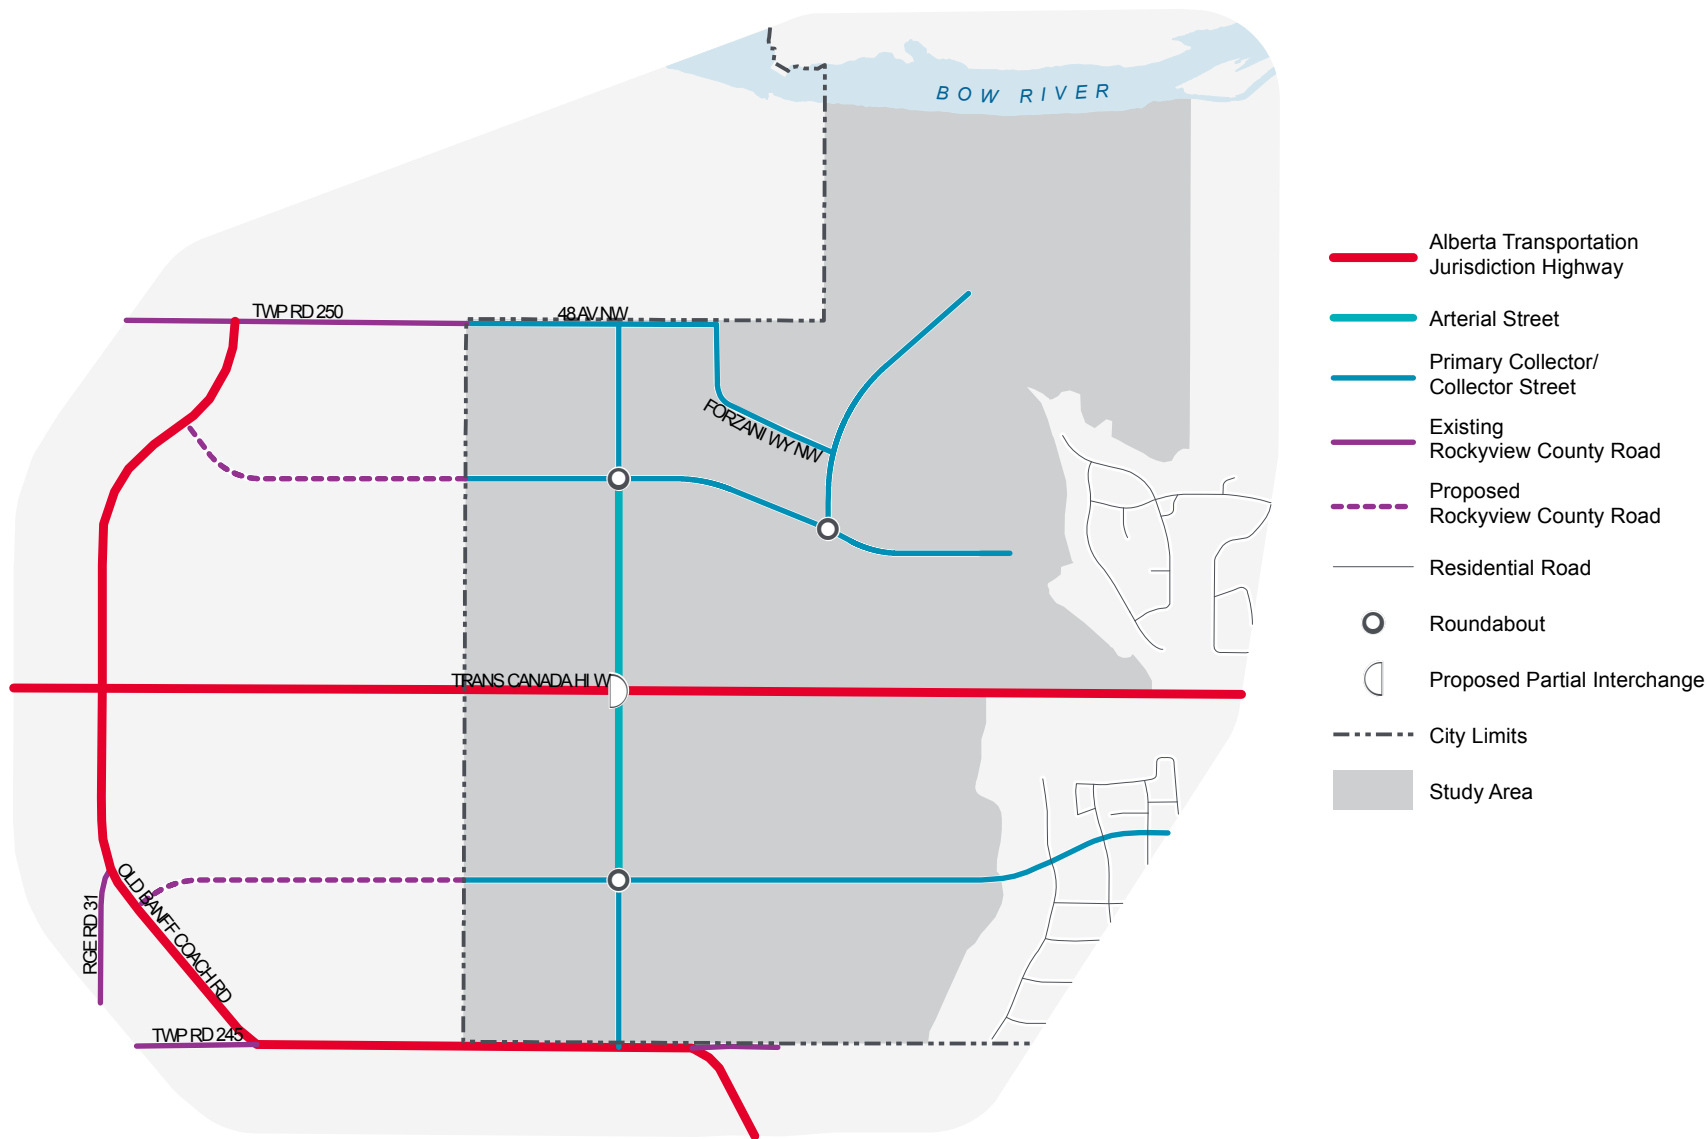 BOW RIVER
TWP RD 250
48 AV NW
FORZANI WY NW
TRANS CANADA HI W
OLD BANFF COACH RD
RGE RD 31
TWP RD 245
Alberta Transportation
Jurisdiction Highway
Arterial Street
Primary Collector/
Collector Street
Existing
Rockyview County Road
Proposed
Rockyview County Road
Residential Road
Roundabout
Proposed Partial Interchange
City Limits
Study Area